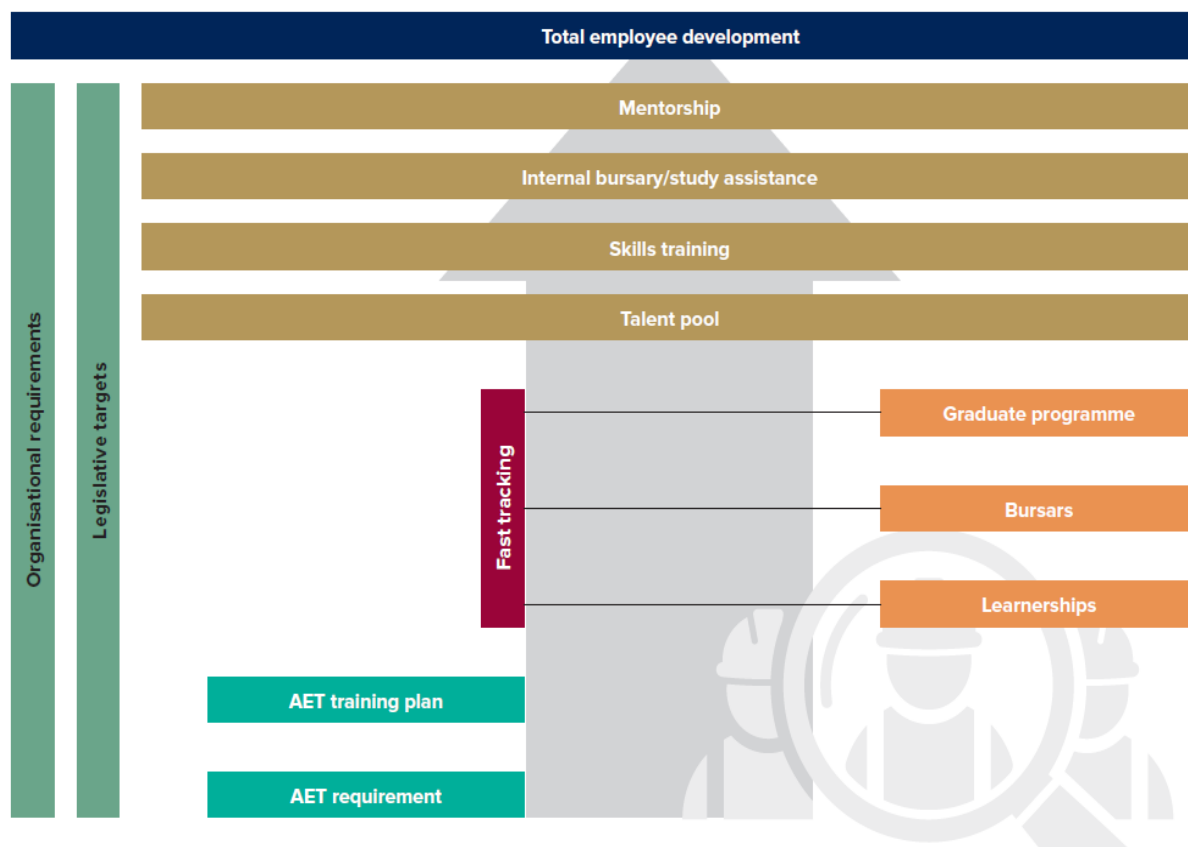 Total employee development
Organisational requirements
Legislative targets
Mentorship
Internal bursary/study assistance
Skills training
Talent pool
Fast tracking
Graduate programme
Bursars
Learnerships
AET training plan
AET requirement